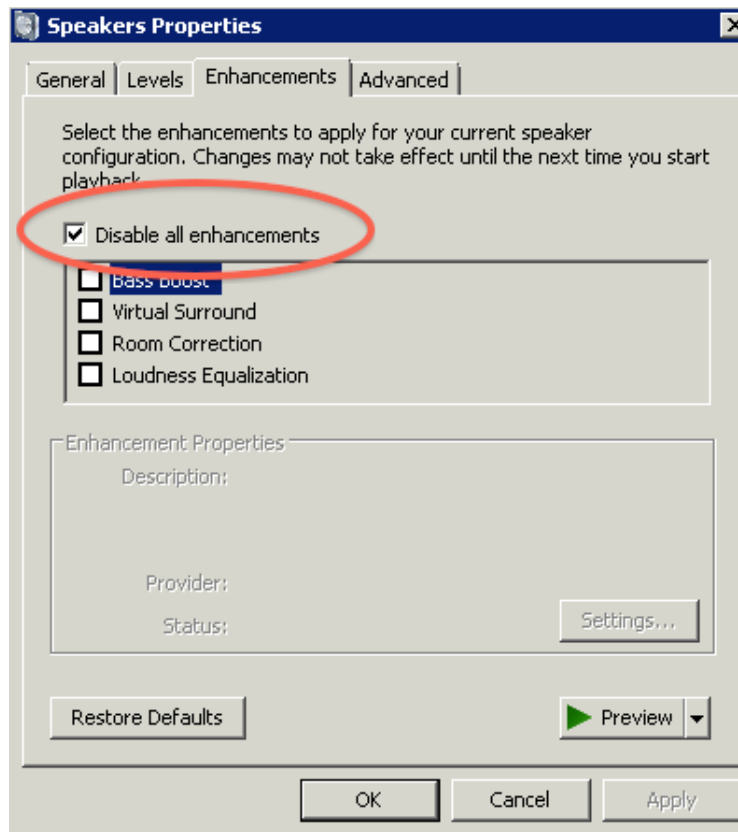 Speakers Properties
General Levels Enhancements Advanced
Select the enhancements to apply for your current speaker
configuration. Changes may not take effect until the next time you start
playback.
Disable all enhancements
Bass Boost
Virtual Surround
Room Correction
Loudness Equalization
Enhancement Properties
Description:
Provider:
Status:
Settings...
Restore Defaults
Preview
OK
Cancel
Apply